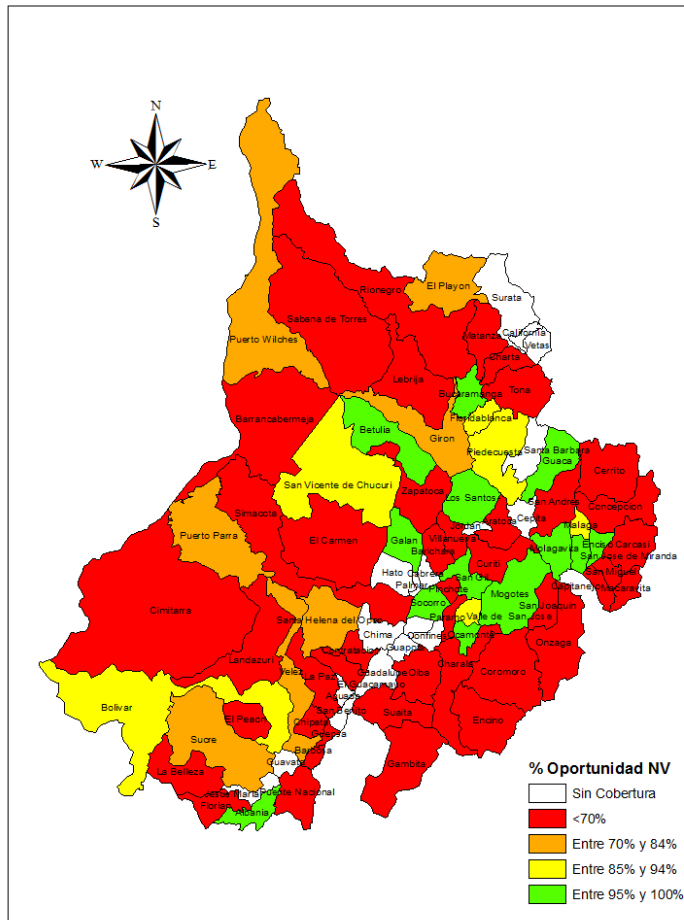 N
W
E
S
El Playon
Surata
Rionegro
Sabana de Torres
California
Matanza
Vetas
Puerto Wilches
Charta
Lebrija
Tona
Bucaramanga
Barrancabermeja
Floridablanca
Betulia
Giron
Piedecuesta
Santa Barbara
Guaca
Cerrito
San Vicente de Chucuri
Zapatoca
Los Santos
San Andres
Concepcion
Simacota
Jordan
Aratoca
Cepita
Malaga
Puerto Parra
El Carmen
Galan
Villanueva
Barichara
Curiti
Molagavita
Enciso
Carcasi
San Jose de Miranda
Hato
Cabrera
San Gil
San Miguel
Palmar
Pinchote
Mogotes
Capitanejo
Macaravita
Cimitarra
Socorro
San Joaquin
Santa Helena del Opon
Paramo
Valle de San Jose
Chima
Confines
Ocamonte
Onzaga
Contratacion
Guapota
Landazuri
Velez
La Paz
Guadalupe
Oiba
Charala
Coromoro
El Guacamayo
Aguada
Bolivar
San Benito
Suaita
El Peñon
Chipata
Encino
Sucre
Guepsa
Barbosa
Guavata
Gambita
La Belleza
Jesus Maria
Puente Nacional
Florian
Albania
% Oportunidad NV
Sin Cobertura
<70%
Entre 70% y 84%
Entre 85% y 94%
Entre 95% y 100%